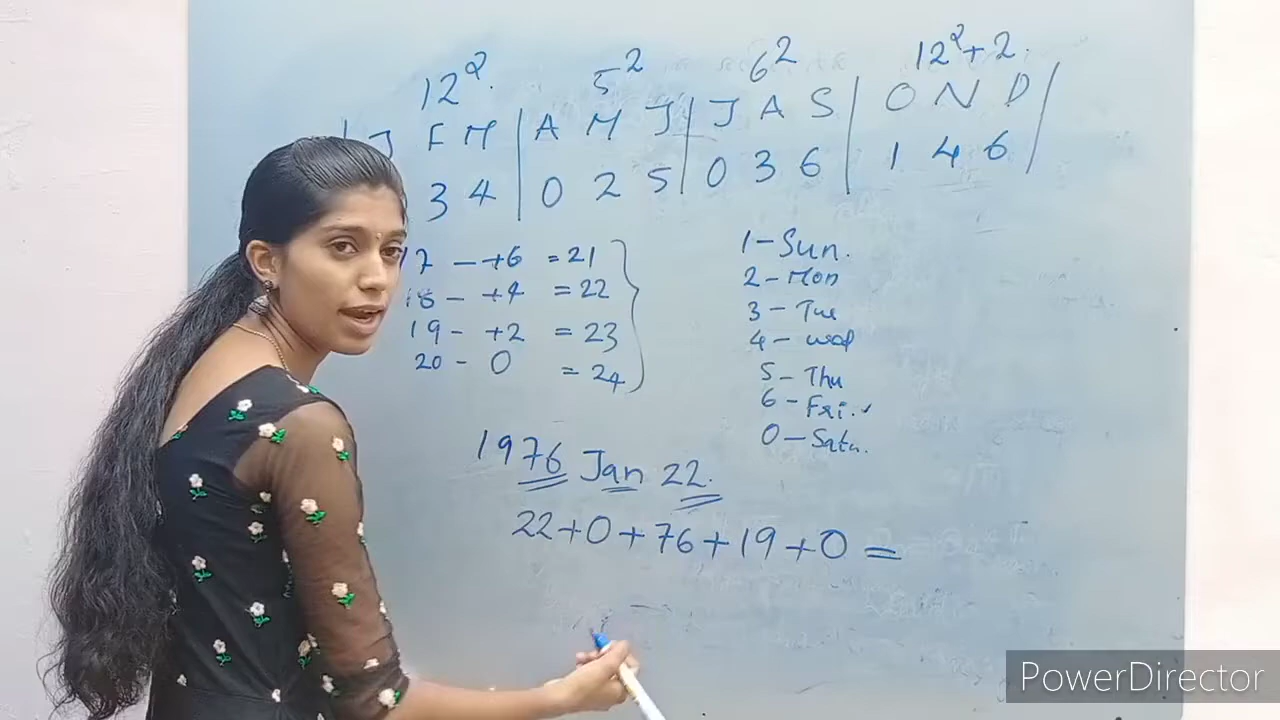 12² 5² 6² 12²+2.
J F M | A M J | J A S | O N D |
3 4 | 0 2 5 | 0 3 6 | 1 4 6
17 - +6 = 21
18 - +4 = 22
19 - +2 = 23
20 - 0 = 24
1 - Sun.
2 - Mon
3 - Tue
4 - wed
5 - Thu
6 - Fri. ✓
0 - Satu.
1976 Jan 22.
22+0+76+19+0=
PowerDirector